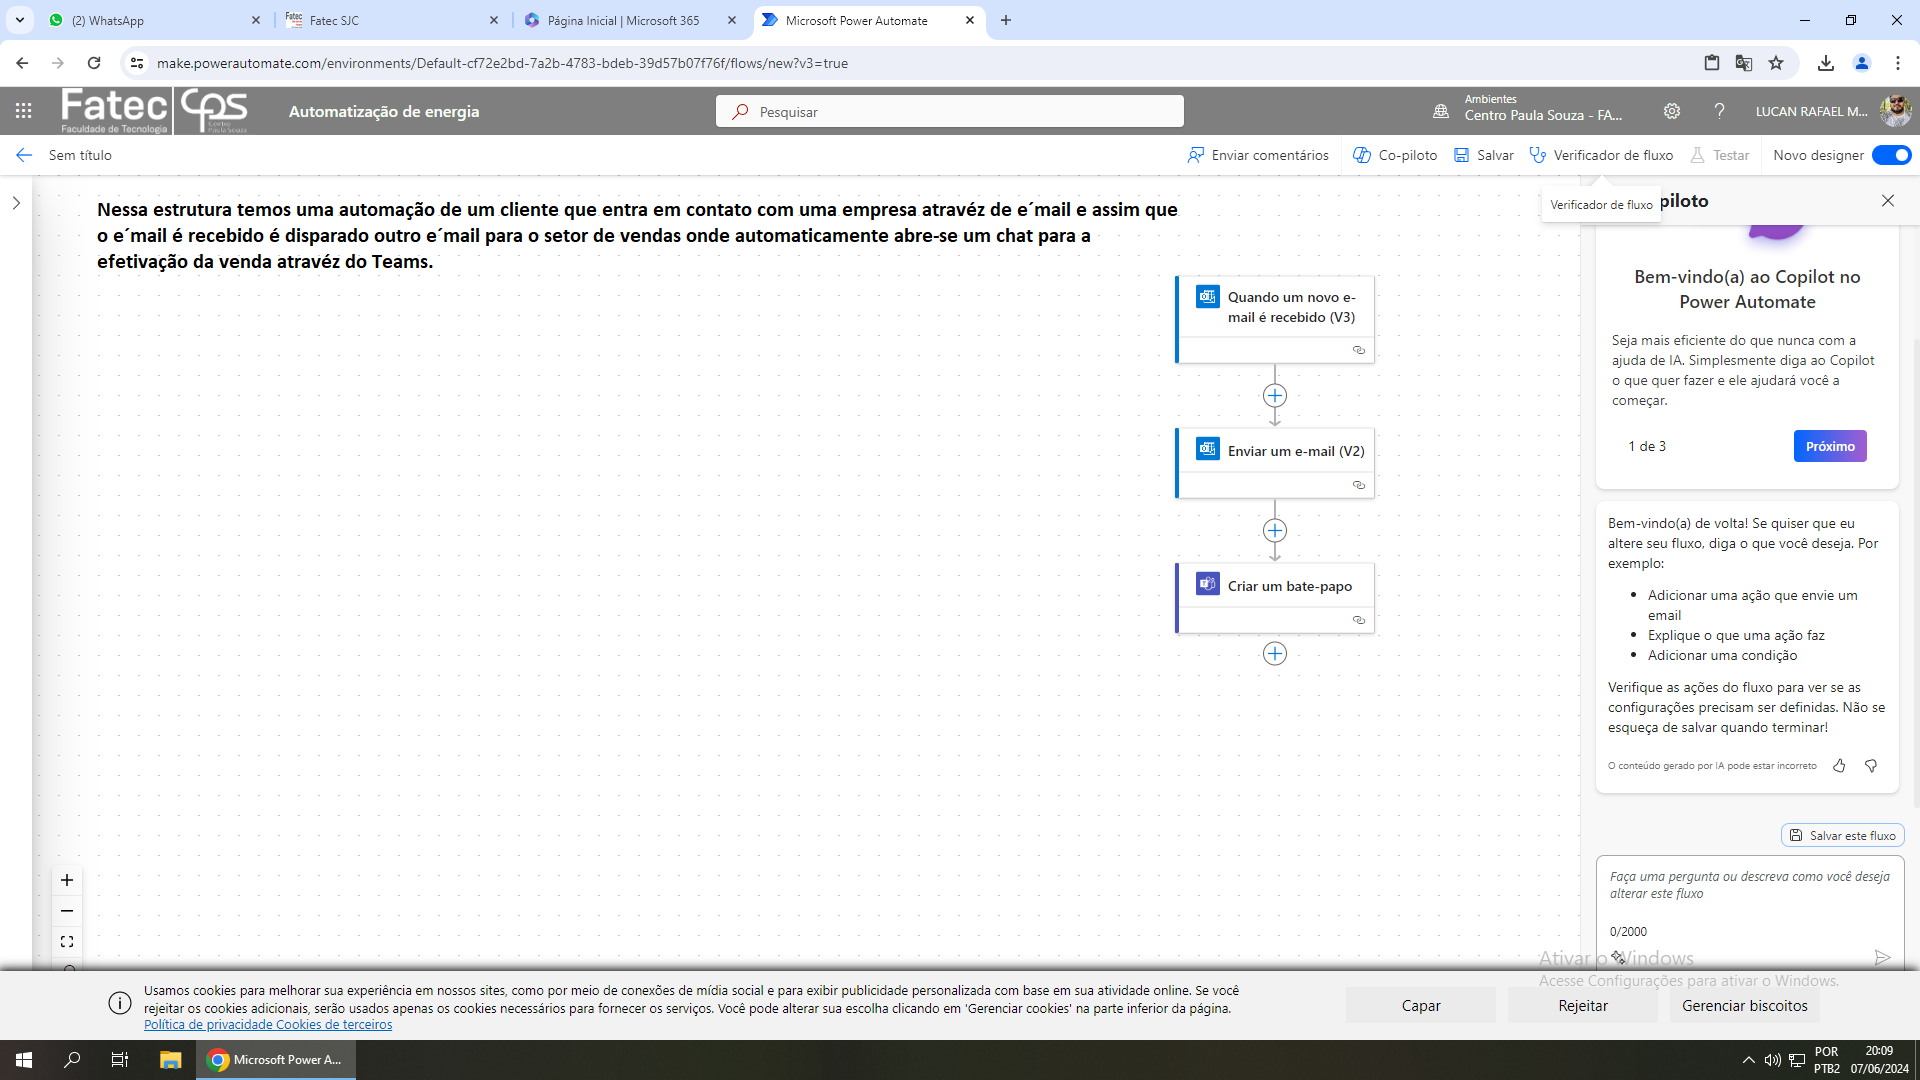 (2) WhatsApp
Fatec SJC
Página Inicial | Microsoft 365
Microsoft Power Automate
make.powerautomate.com/environments/Default-cf72e2bd-7a2b-4783-bdeb-39d57b07f76f/flows/new?v3=true
Fatec
Faculdade de Tecnologia
CPS
Centro
Paula Souza
Automatização de energia
Pesquisar
Ambientes
Centro Paula Souza - FA...
?
LUCAN RAFAEL M...
Sem título
Enviar comentários
Co-piloto
Salvar
Verificador de fluxo
Testar
Novo designer
Nessa estrutura temos uma automação de um cliente que entra em contato com uma empresa atravéz de e´mail e assim que
o e´mail é recebido é disparado outro e´mail para o setor de vendas onde automaticamente abre-se um chat para a
efetivação da venda atravéz do Teams.
Quando um novo e-
mail é recebido (V3)
Enviar um e-mail (V2)
Criar um bate-papo
Verificador de fluxo
piloto
Bem-vindo(a) ao Copilot no
Power Automate
Seja mais eficiente do que nunca com a
ajuda de IA. Simplesmente diga ao Copilot
o que quer fazer e ele ajudará você a
começar.
1 de 3
Próximo
Bem-vindo(a) de volta! Se quiser que eu
altere seu fluxo, diga o que você deseja. Por
exemplo:
• Adicionar uma ação que envie um
email
• Explique o que uma ação faz
• Adicionar uma condição
Verifique as ações do fluxo para ver se as
configurações precisam ser definidas. Não se
esqueça de salvar quando terminar!
O conteúdo gerado por IA pode estar incorreto
Salvar este fluxo
Faça uma pergunta ou descreva como você deseja
alterar este fluxo
0/2000
Ativar o Windows
Acesse Configurações para ativar o Windows.
Usamos cookies para melhorar sua experiência em nossos sites, como por meio de conexões de mídia social e para exibir publicidade personalizada com base em sua atividade online. Se você
rejeitar os cookies adicionais, serão usados apenas os cookies necessários para fornecer os serviços. Você pode alterar sua escolha clicando em 'Gerenciar cookies' na parte inferior da página.
Política de privacidade Cookies de terceiros
Capar
Rejeitar
Gerenciar biscoitos
Microsoft Power A...
POR
PTB2
20:09
07/06/2024